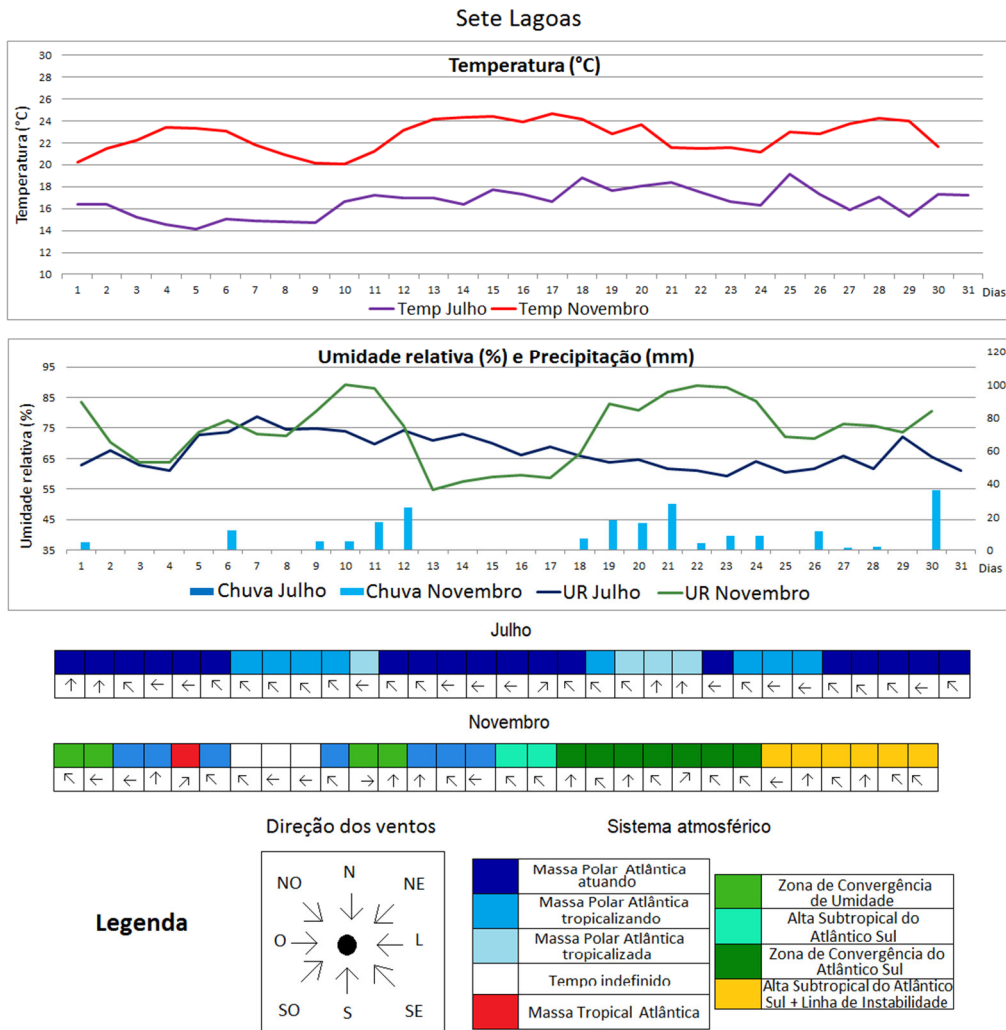 Sete Lagoas
Temperatura (°C)
Temperatura (°C)
30
28
26
24
22
20
18
16
14
12
10
1 2 3 4 5 6 7 8 9 10 11 12 13 14 15 16 17 18 19 20 21 22 23 24 25 26 27 28 29 30 31 Dias
Temp Julho Temp Novembro
Umidade relativa (%) e Precipitação (mm)
Umidade relativa (%)
95
85
75
65
55
45
35
120
100
80
60
40
20
0
1 2 3 4 5 6 7 8 9 10 11 12 13 14 15 16 17 18 19 20 21 22 23 24 25 26 27 28 29 30 31 Dias
Chuva Julho Chuva Novembro UR Julho UR Novembro
Julho
Novembro
Direção dos ventos
Sistema atmosférico
Legenda
N
NO NE
O L
SO SE
S
Massa Polar Atlântica
atuando
Massa Polar Atlântica
tropicalizando
Massa Polar Atlântica
tropicalizada
Tempo indefinido
Massa Tropical Atlântica
Zona de Convergência
de Umidade
Alta Subtropical do
Atlântico Sul
Zona de Convergência do
Atlântico Sul
Alta Subtropical do Atlântico
Sul + Linha de Instabilidade